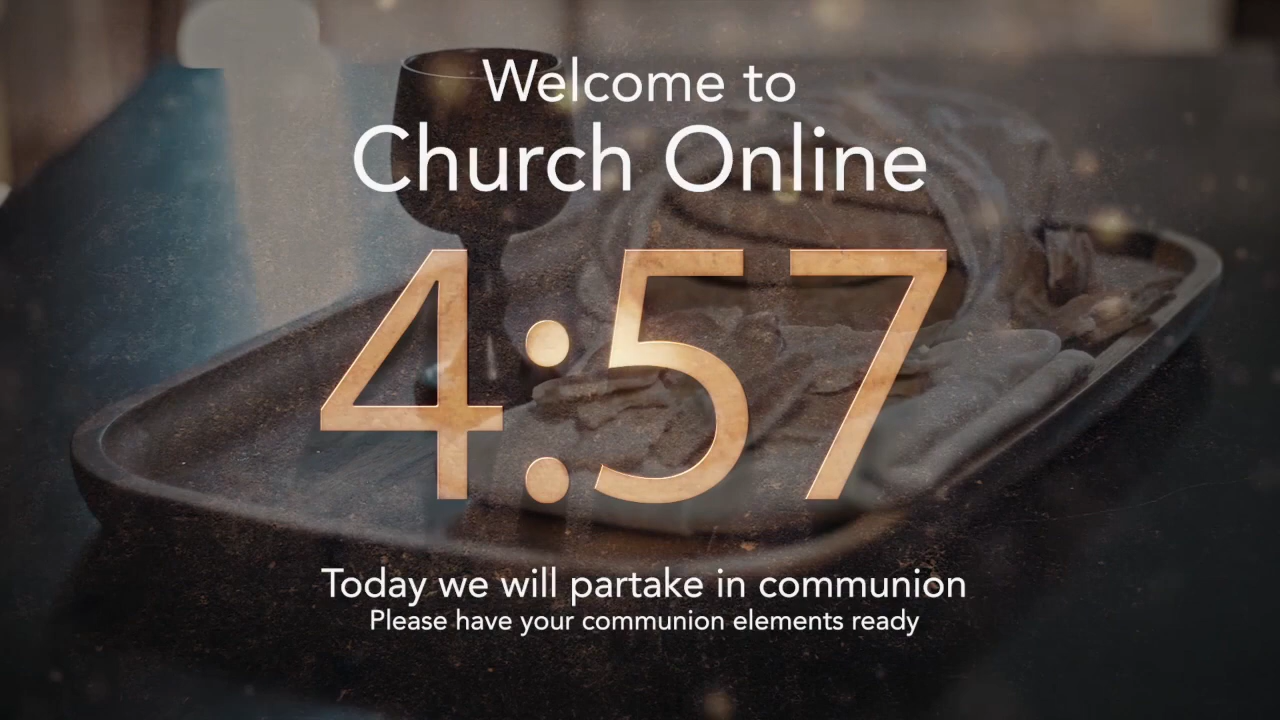 Welcome to
Church Online
4:57
Today we will partake in communion
Please have your communion elements ready